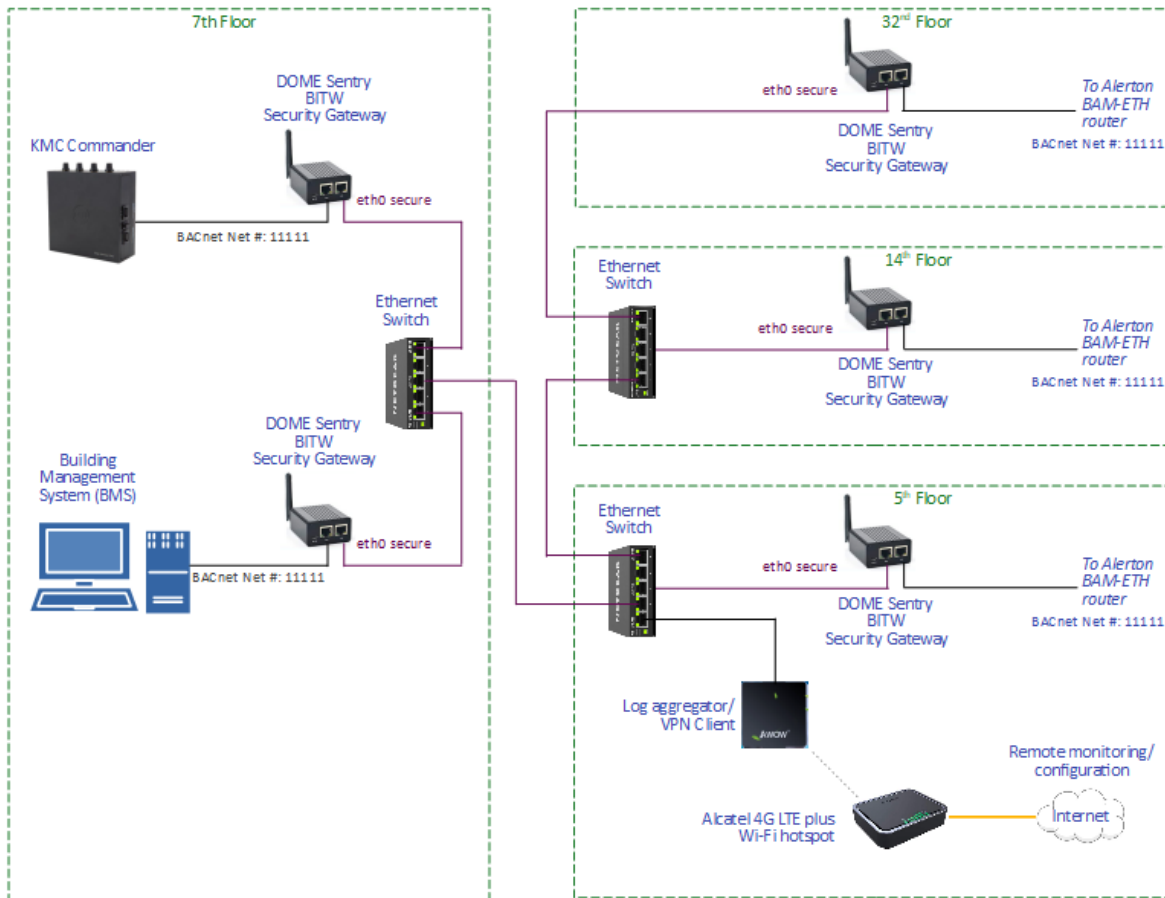 7th Floor
DOME Sentry
BITW
Security Gateway
KMC Commander
eth0 secure
BACnet Net #: 11111
Ethernet
Switch
NETGEAR
DOME Sentry
BITW
Security Gateway
Building
Management
System (BMS)
eth0 secure
BACnet Net #: 11111
32nd Floor
eth0 secure
To Alerton
BAM-ETH
router
DOME Sentry
BITW
Security Gateway
BACnet Net #: 11111
14th Floor
Ethernet
Switch
NETGEAR
eth0 secure
To Alerton
BAM-ETH
router
DOME Sentry
BITW
Security Gateway
BACnet Net #: 11111
5th Floor
Ethernet
Switch
NETGEAR
eth0 secure
To Alerton
BAM-ETH
router
DOME Sentry
BITW
Security Gateway
BACnet Net #: 11111
Log aggregator/
VPN Client
AWOW
Remote monitoring/
configuration
Alcatel 4G LTE plus
Wi-Fi hotspot
Internet